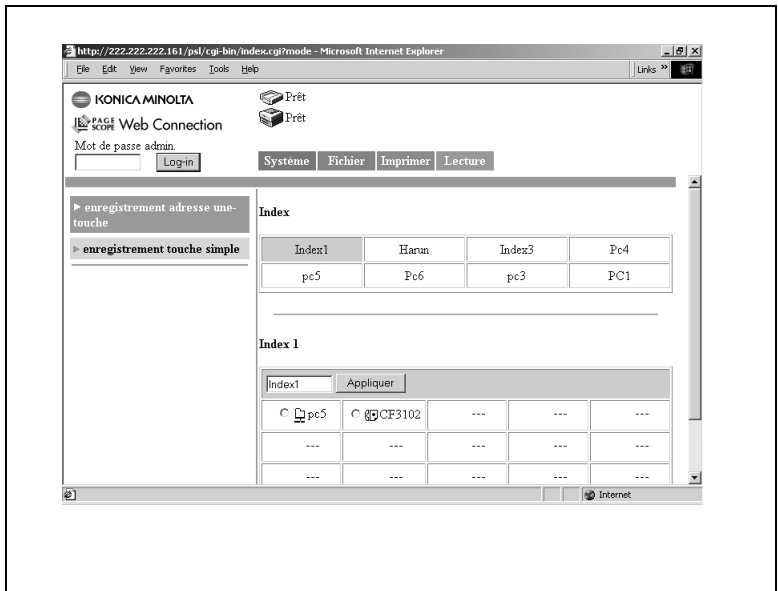 http://222.222.222.161/psl/cgi-bin/index.cgi?mode - Microsoft Internet Explorer
File Edit View Favorites Tools Help
Links »
KONICA MINOLTA
Prêt
PAGE SCOPE Web Connection
Prêt
Mot de passe admin.
Log-in
Système Fichier Imprimer Lecture
enregistrement adresse une-
touche
enregistrement touche simple
Index
Index1 Harun Index3 Pc4
pc5 Pc6 pc3 PC1
Index 1
Index1 Appliquer
pc5 CF3102 --- --- ---
--- --- --- --- ---
--- --- --- --- ---
Internet